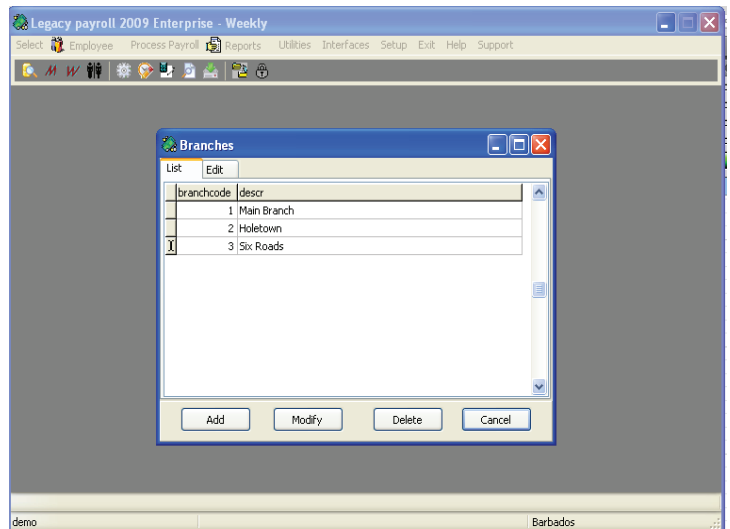 Legacy payroll 2009 Enterprise - Weekly
Select Employee Process Payroll Reports Utilities Interfaces Setup Exit Help Support
M W
Branches
List Edit
branchcode descr
1 Main Branch
2 Holetown
3 Six Roads
Add Modify Delete Cancel
demo Barbados